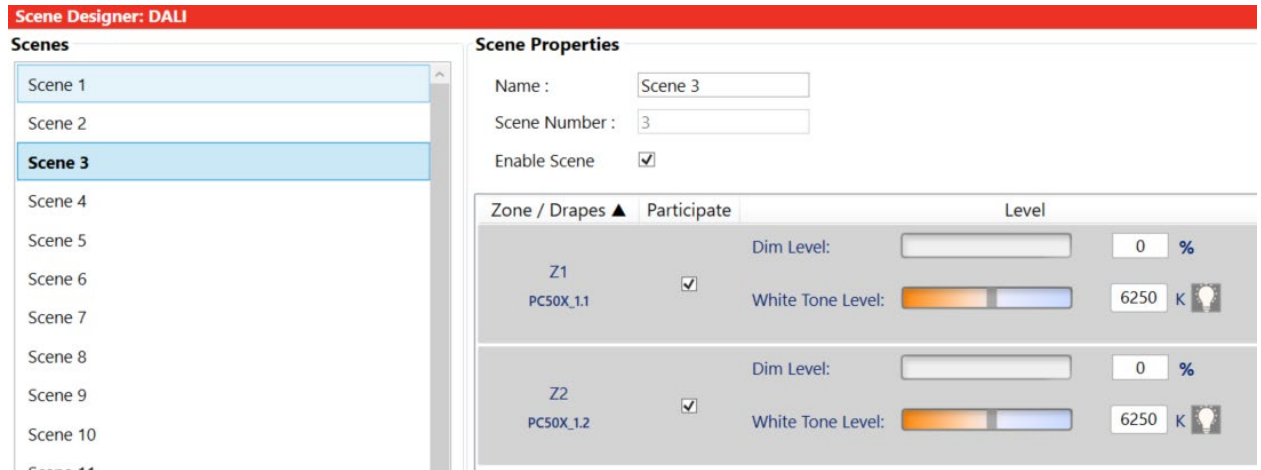 Scene Designer: DALI
Scenes
Scene 1
Scene 2
Scene 3
Scene 4
Scene 5
Scene 6
Scene 7
Scene 8
Scene 9
Scene 10
Scene Properties
Name : Scene 3
Scene Number : 3
Enable Scene
Zone / Drapes ▲ Participate Level
Z1
PC50X_1.1
Dim Level: 0 %
White Tone Level: 6250 K
Z2
PC50X_1.2
Dim Level: 0 %
White Tone Level: 6250 K